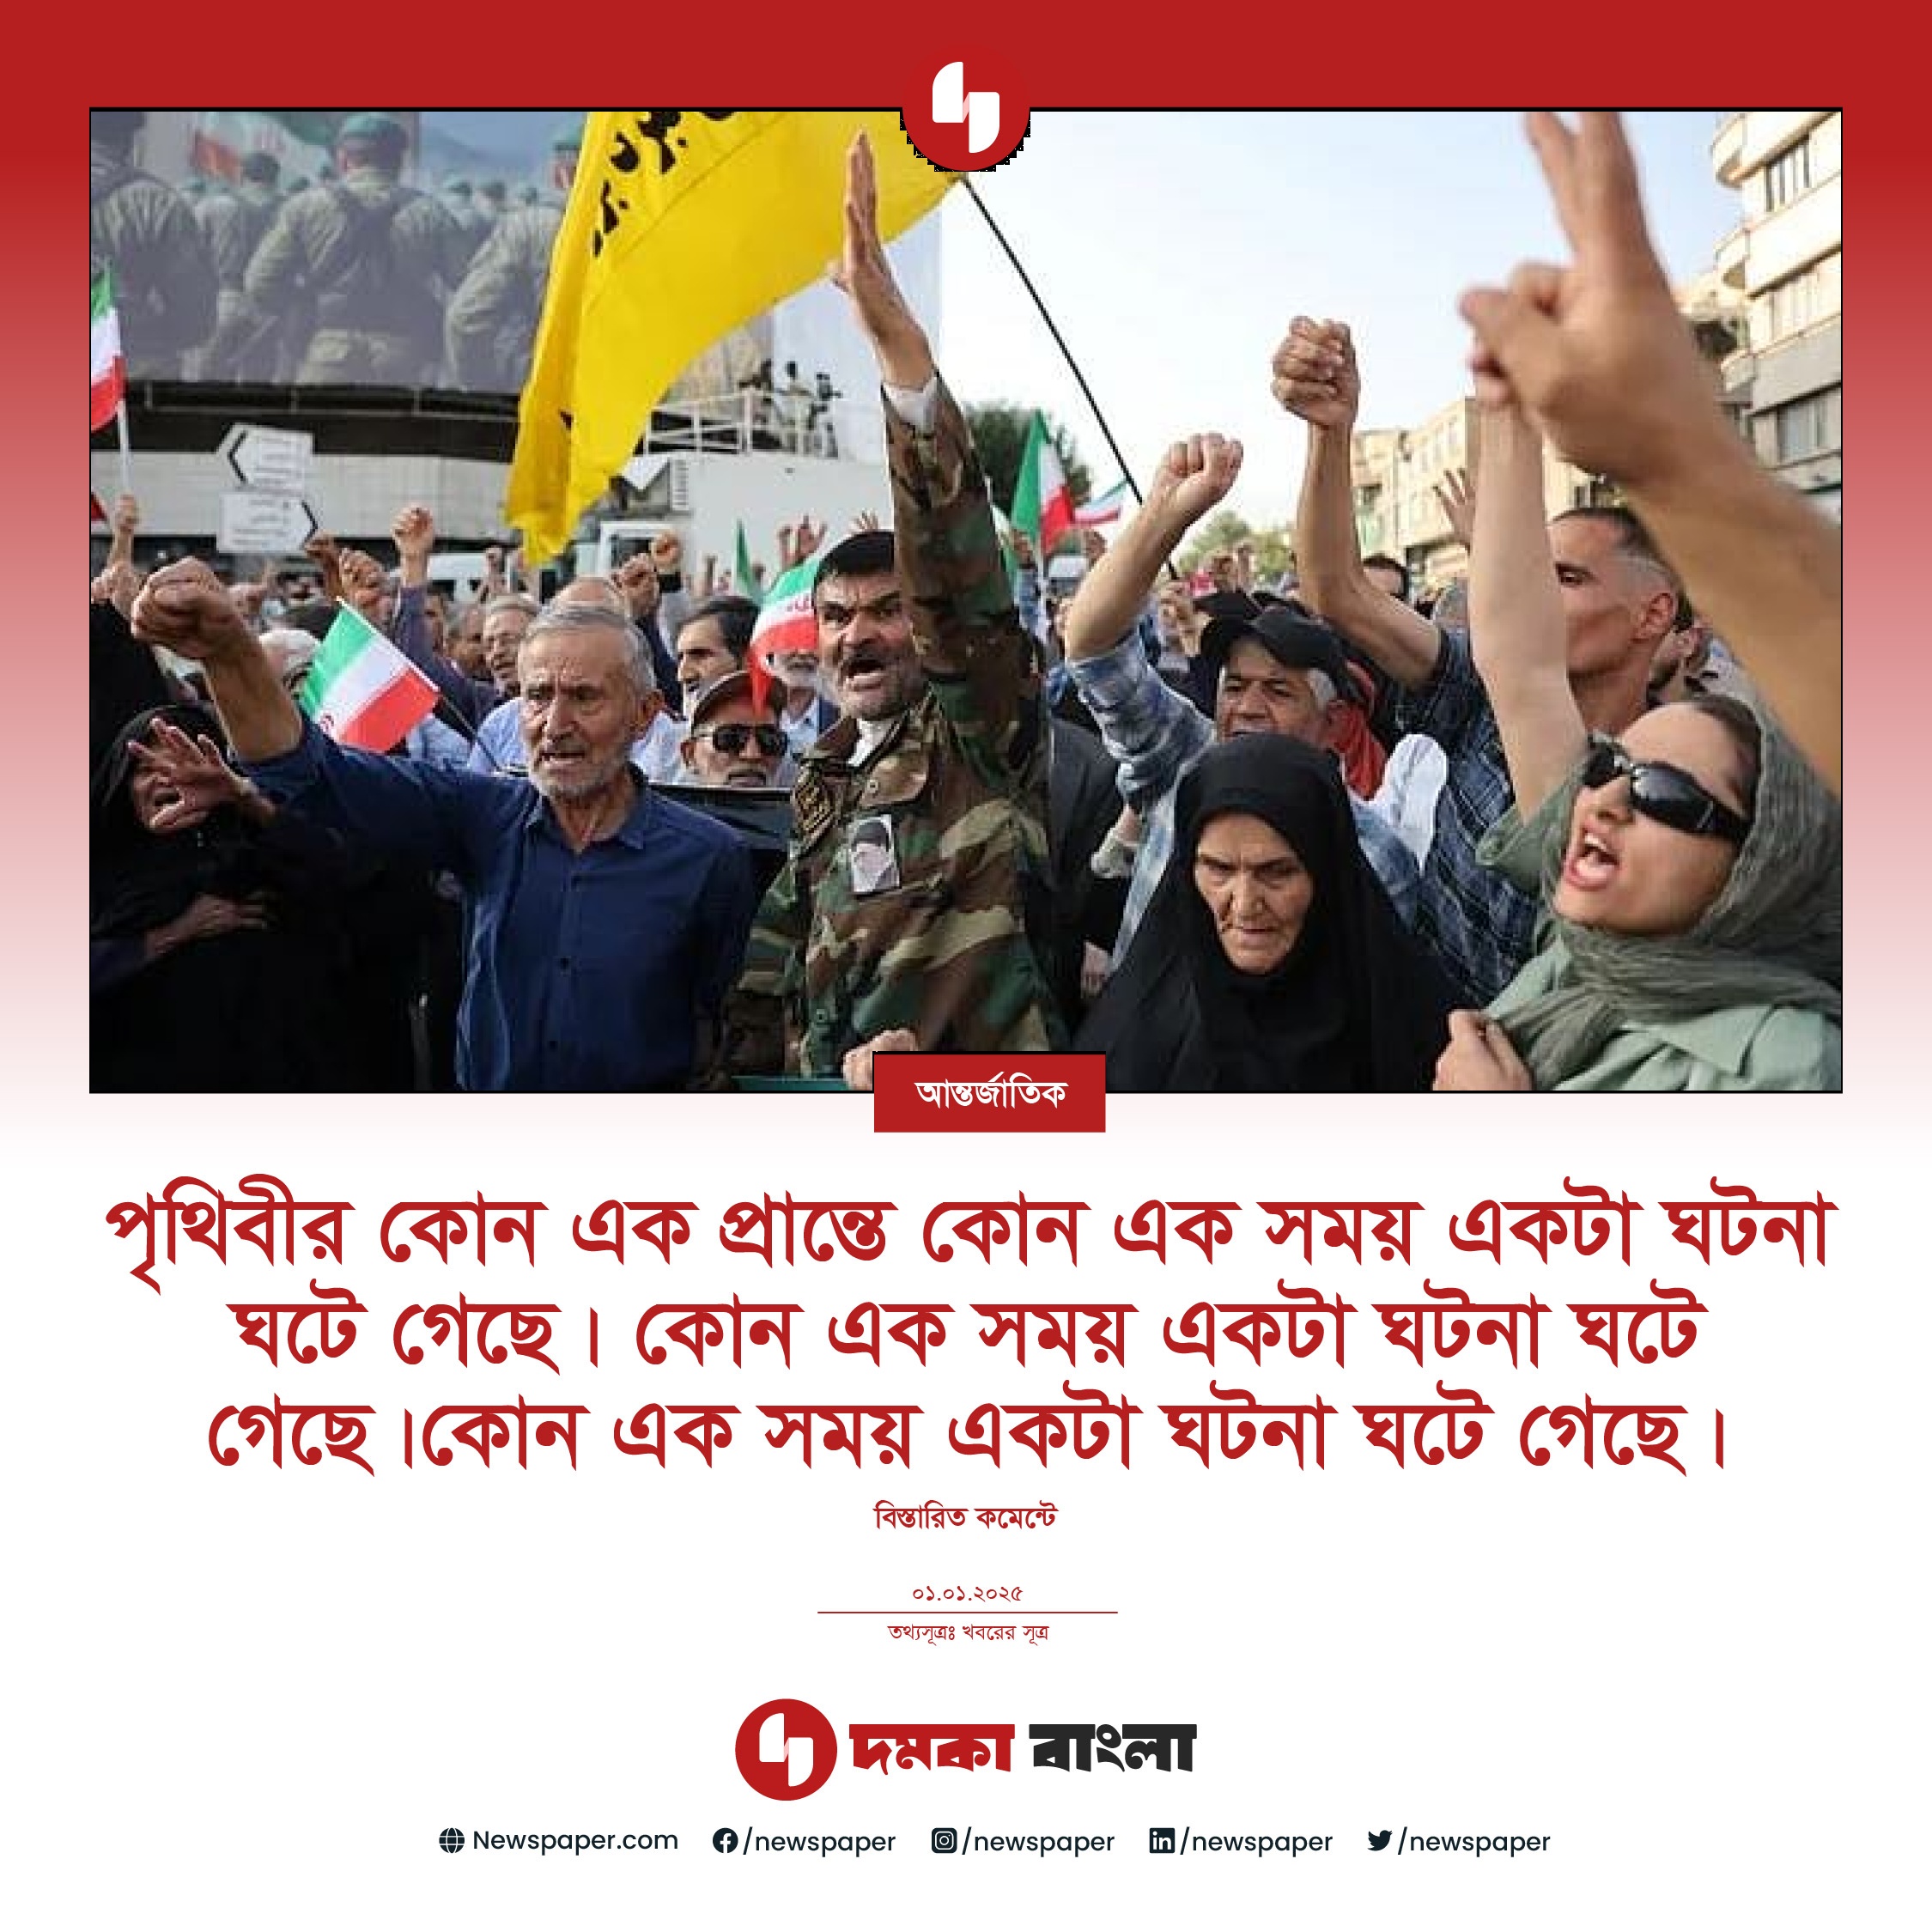 আন্তর্জাতিক
পৃথিবীর কোন এক প্রান্তে কোন এক সময় একটা ঘটনা
ঘটে গেছে। কোন এক সময় একটা ঘটনা ঘটে
গেছে।কোন এক সময় একটা ঘটনা ঘটে গেছে।
বিস্তারিত কমেন্টে
০১.০১.২০২৫
তথ্যসূত্রঃ খবরের সূত্র
দমকা বাংলা
Newspaper.com /newspaper /newspaper /newspaper /newspaper